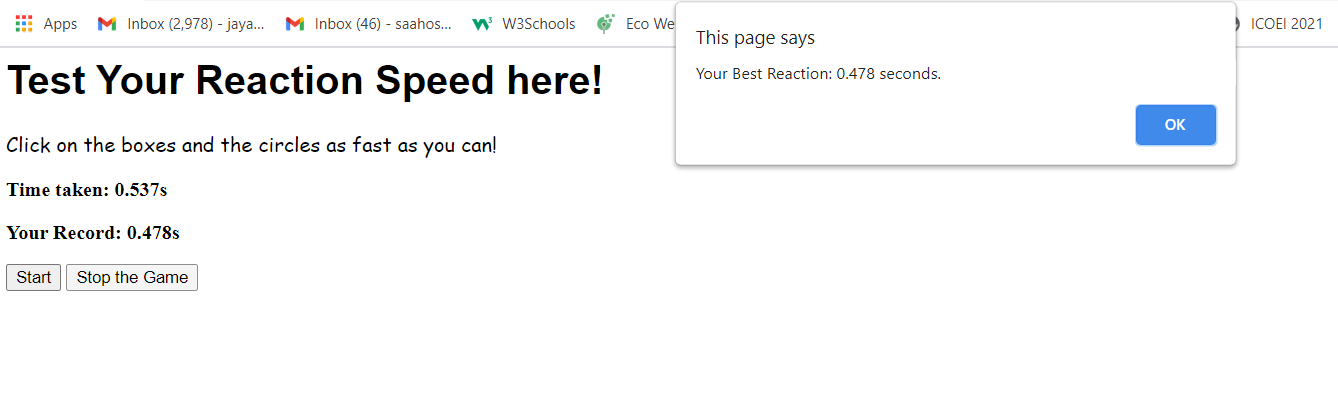 Apps Inbox (2,978) - jaya... Inbox (46) - saahos... W3Schools Eco We ICOEI 2021
This page says
Your Best Reaction: 0.478 seconds.
OK
Test Your Reaction Speed here!
Click on the boxes and the circles as fast as you can!
Time taken: 0.537s
Your Record: 0.478s
Start Stop the Game